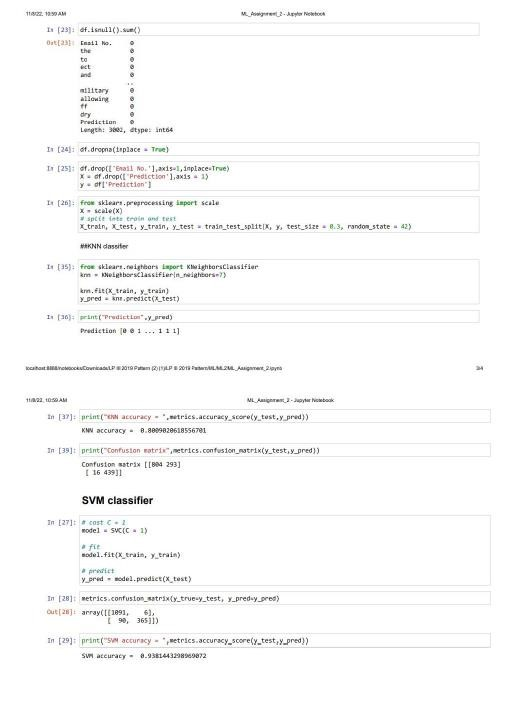 11/8/22, 10:59 AM ML_Assignment_2 - Jupyter Notebook
In [23]: df.isnull().sum()
Out[23]: Email No. 0
the 0
to 0
ect 0
and 0
..
military 0
allowing 0
ff 0
dry 0
Prediction 0
Length: 3002, dtype: int64
In [24]: df.dropna(inplace = True)
In [25]: df.drop(['Email No.'],axis=1,inplace=True)
X = df.drop(['Prediction'],axis = 1)
y = df['Prediction']
In [26]: from sklearn.preprocessing import scale
X = scale(X)
# split into train and test
X_train, X_test, y_train, y_test = train_test_split(X, y, test_size = 0.3, random_state = 42)
##KNN classifier
In [35]: from sklearn.neighbors import KNeighborsClassifier
knn = KNeighborsClassifier(n_neighbors=7)
knn.fit(X_train, y_train)
y_pred = knn.predict(X_test)
In [36]: print("Prediction",y_pred)
Prediction [0 0 1 ... 1 1 1]
localhost:8888/notebooks/Downloads/LP III 2019 Pattern (2) (1)/LP III 2019 Pattern/ML/ML2/ML_Assignment_2.ipynb 3/4
11/8/22, 10:59 AM ML_Assignment_2 - Jupyter Notebook
In [37]: print("KNN accuracy = ",metrics.accuracy_score(y_test,y_pred))
KNN accuracy = 0.8009020618556701
In [39]: print("Confusion matrix",metrics.confusion_matrix(y_test,y_pred))
Confusion matrix [[804 293]
[ 16 439]]
SVM classifier
In [27]: # cost C = 1
model = SVC(C = 1)
# fit
model.fit(X_train, y_train)
# predict
y_pred = model.predict(X_test)
In [28]: metrics.confusion_matrix(y_true=y_test, y_pred=y_pred)
Out[28]: array([[1091, 6],
[ 90, 365]])
In [29]: print("SVM accuracy = ",metrics.accuracy_score(y_test,y_pred))
SVM accuracy = 0.9381443298969072